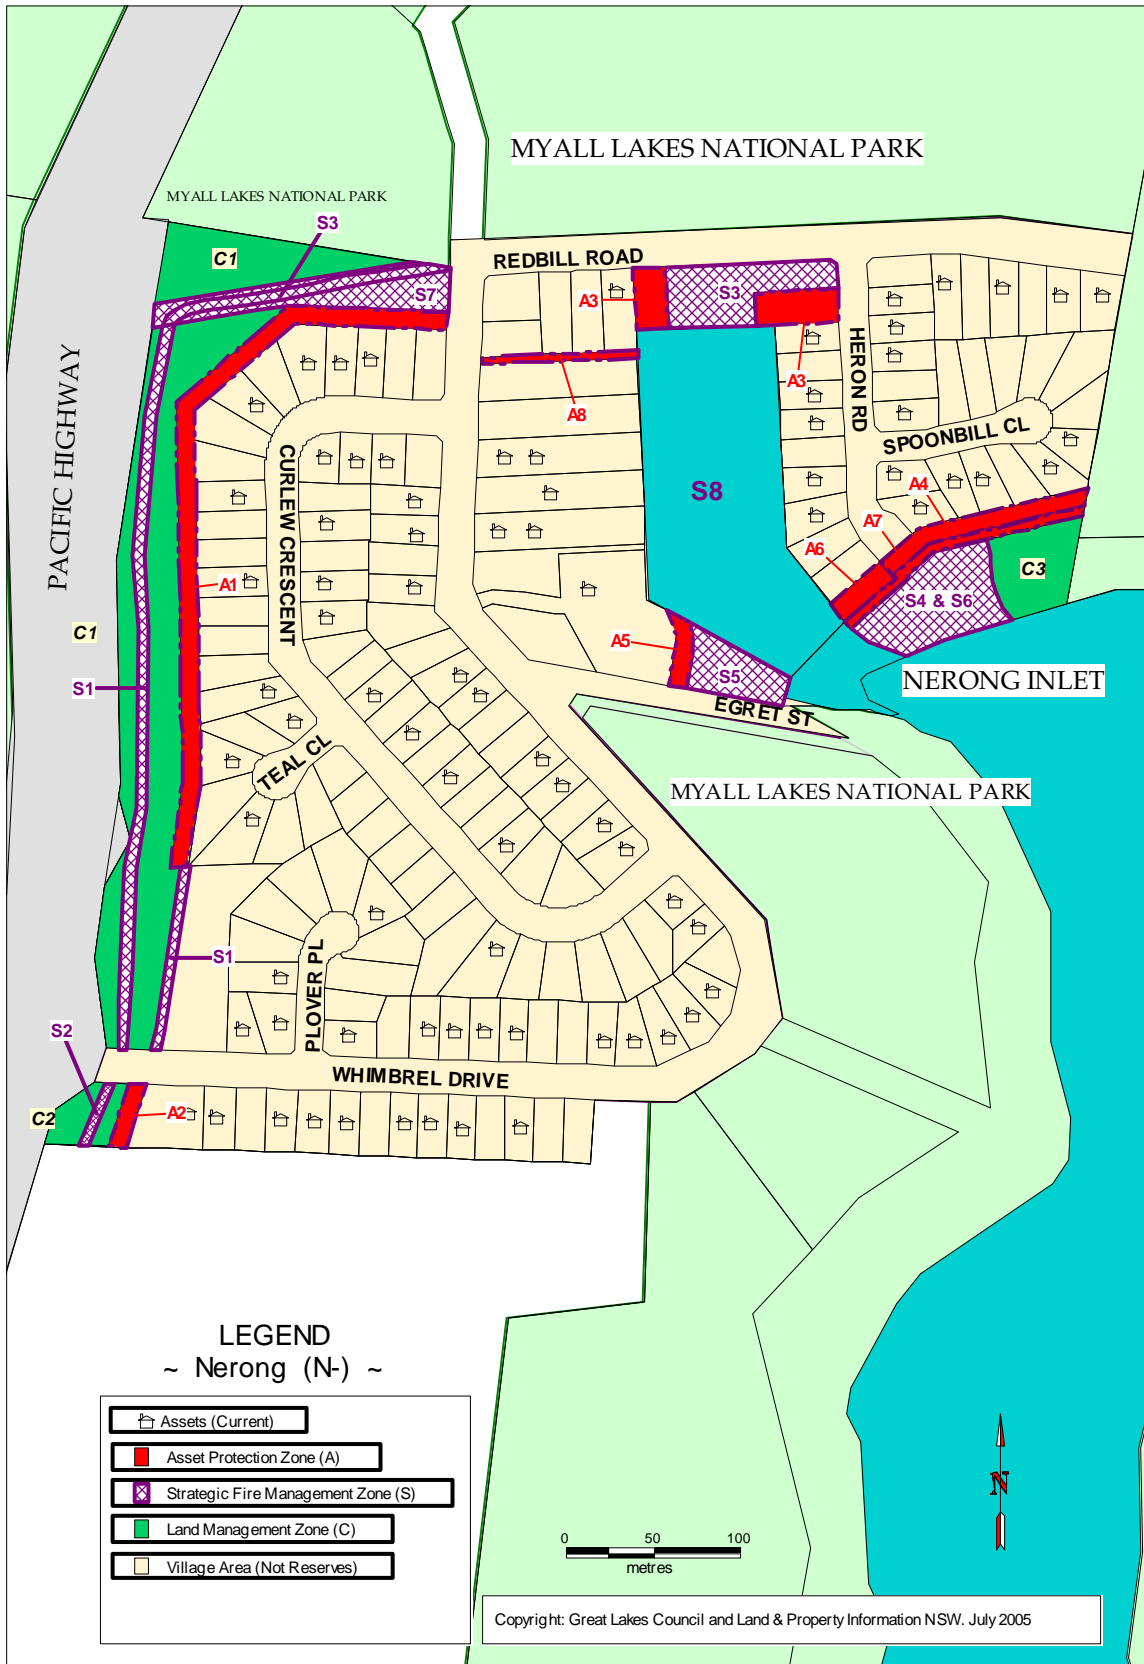 MYALL LAKES NATIONAL PARK
MYALL LAKES NATIONAL PARK
S3
C1
REDBILL ROAD
S7
A3
S3
HERON RD
A3
A8
PACIFIC HIGHWAY
CURLEW CRESCENT
SPOONBILL CL
S8
A4
A7
A6
A1
C3
S4 & S6
C1
A5
S5
S1
NERONG INLET
EGRET ST
TEAL CL
MYALL LAKES NATIONAL PARK
S1
PLOVER PL
S2
WHIMBREL DRIVE
C2
A2
LEGEND
~ Nerong (N-) ~
Assets (Current)
Asset Protection Zone (A)
Strategic Fire Management Zone (S)
Land Management Zone (C)
Village Area (Not Reserves)
N
0 50 100
metres
Copyright: Great Lakes Council and Land & Property Information NSW. July 2005